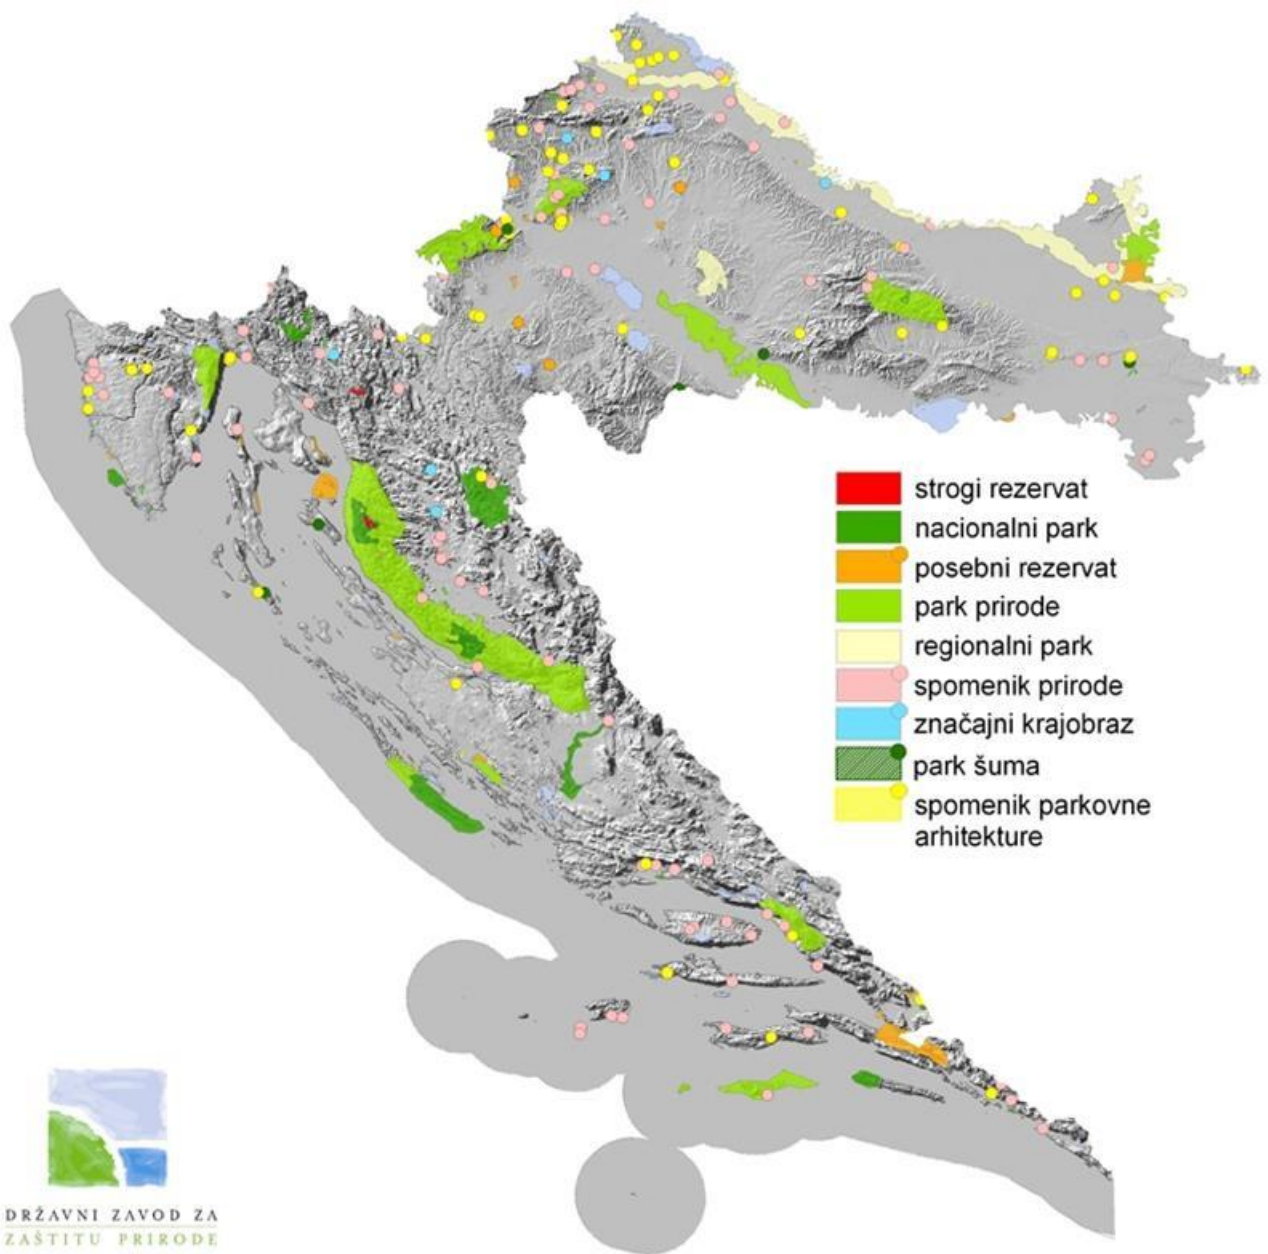 strogi rezervat
nacionalni park
posebni rezervat
park prirode
regionalni park
spomenik prirode
značajni krajobraz
park šuma
spomenik parkovne
arhitekture
DRŽAVNI ZAVOD ZA
ZAŠTITU PRIRODE